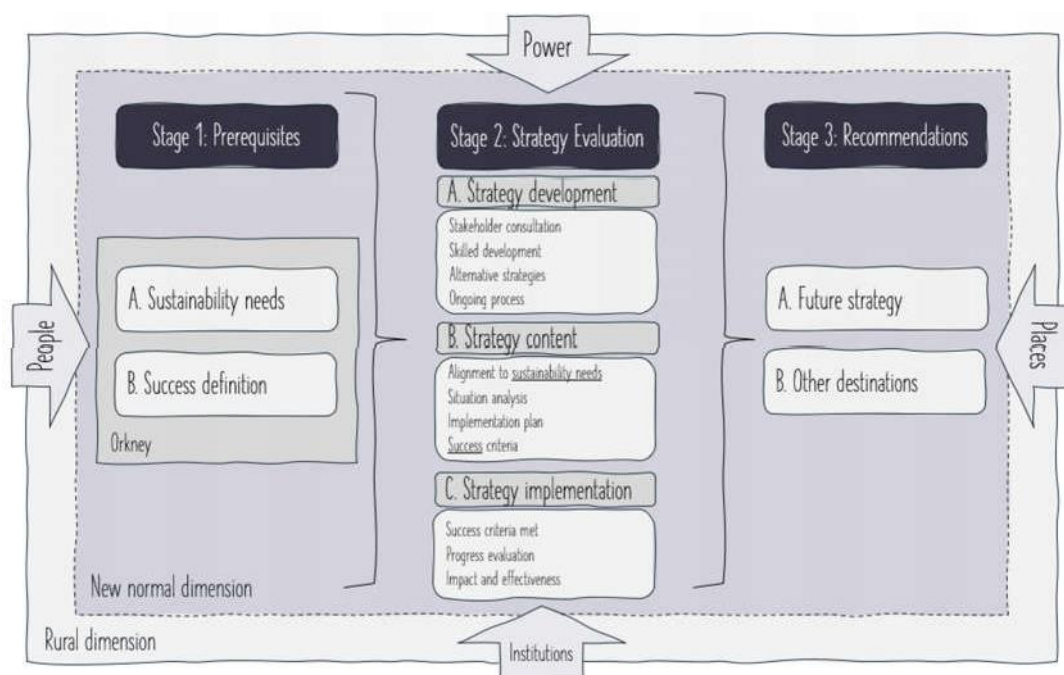 Power
Stage 1: Prerequisites
Stage 2: Strategy Evaluation
Stage 3: Recommendations
A. Strategy development
Stakeholder consultation
Skilled development
Alternative strategies
Ongoing process
A. Sustainability needs
B. Success definition
Orkney
People
B. Strategy content
Alignment to sustainability needs
Situation analysis
Implementation plan
Success criteria
A. Future strategy
B. Other destinations
Places
C. Strategy implementation
Success criteria met
Progress evaluation
Impact and effectiveness
New normal dimension
Rural dimension
Institutions